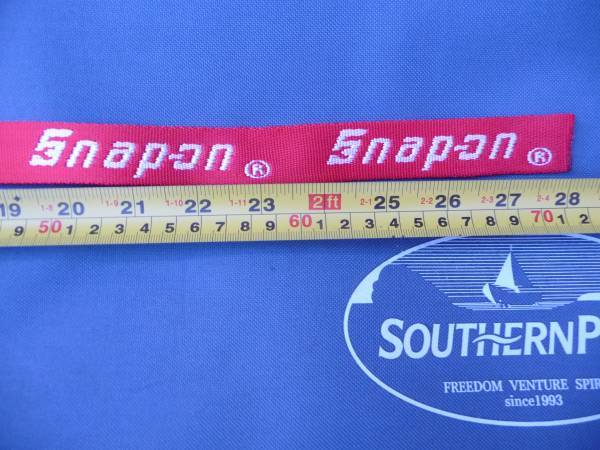 Snap-on ® Snap-on ®
19 1-8 20 1-9 21 1-10 22 1-11 23 2ft 2-1 25 2-2 26 2-3 27 2-4 28
9 50 1 2 3 4 5 6 7 8 9 60 1 2 3 4 5 6 7 8 9 70 1 2
SOUTHERNP
FREEDOM VENTURE SPIR
since1993